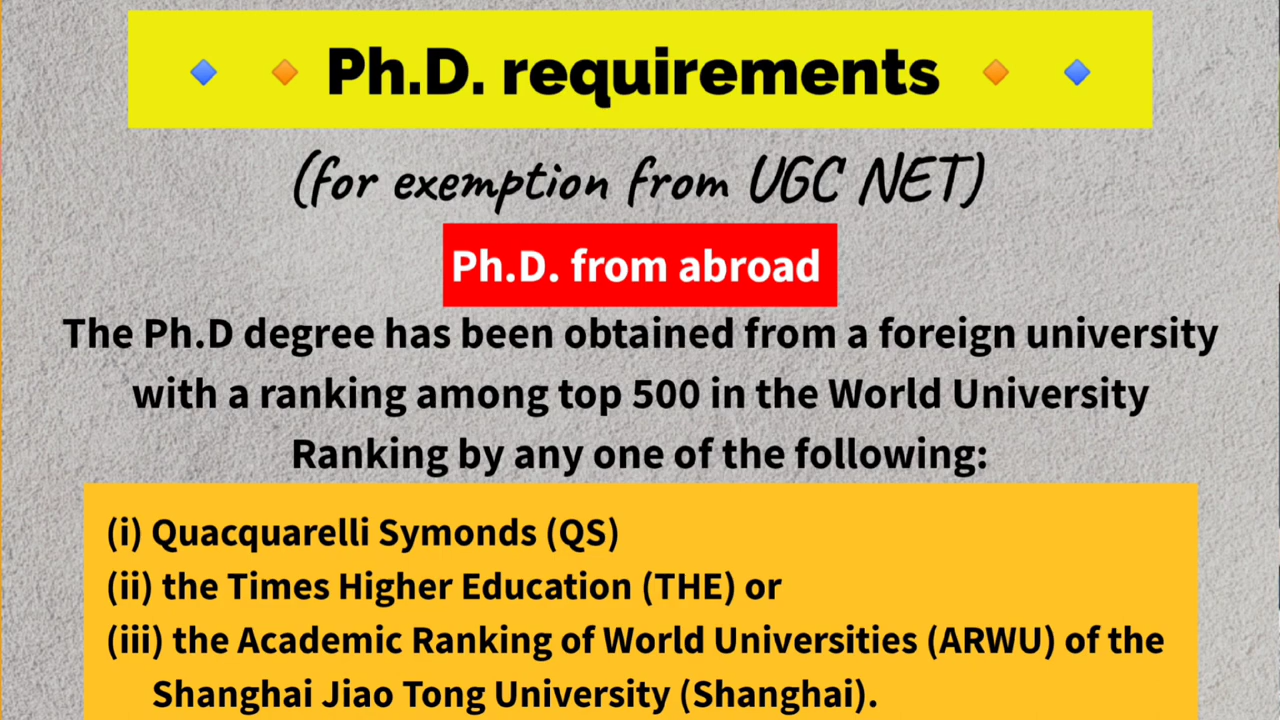 Ph.D. requirements
(for exemption from UGC NET)
Ph.D. from abroad
The Ph.D degree has been obtained from a foreign university
with a ranking among top 500 in the World University
Ranking by any one of the following:
(i) Quacquarelli Symonds (QS)
(ii) the Times Higher Education (THE) or
(iii) the Academic Ranking of World Universities (ARWU) of the
Shanghai Jiao Tong University (Shanghai).